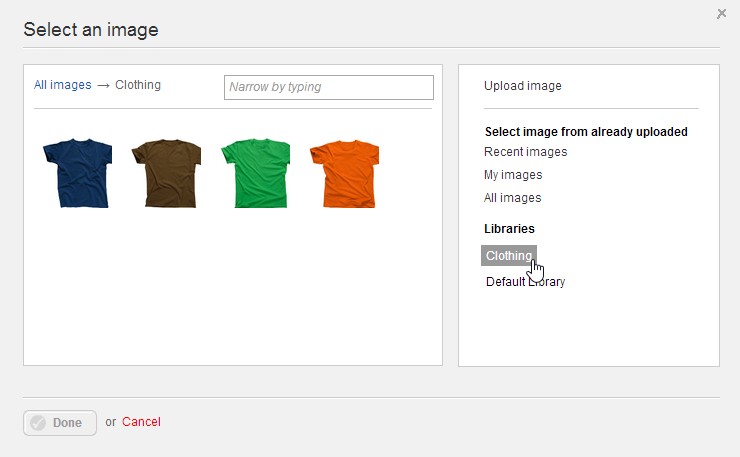 Select an image
×
All images → Clothing
Narrow by typing
Upload image
Select image from already uploaded
Recent images
My images
All images
Libraries
Clothing
Default Library
Done or Cancel